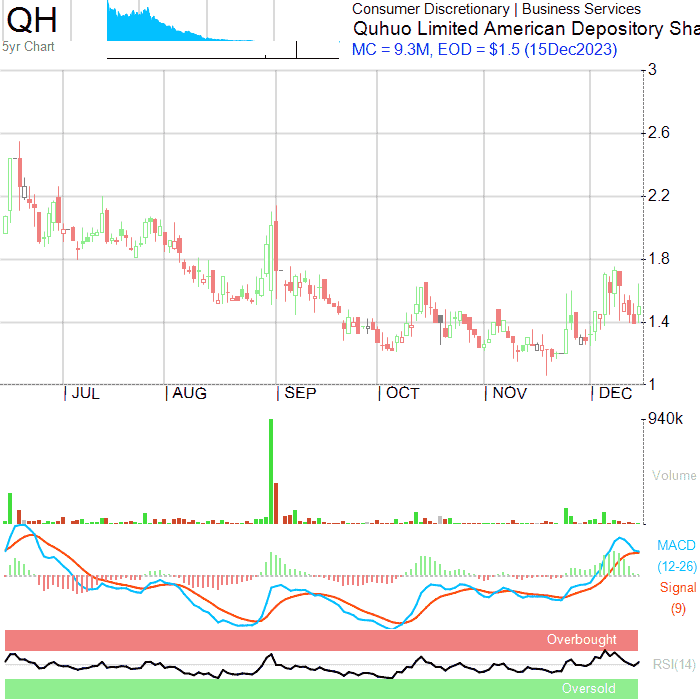 QH
5yr Chart
Consumer Discretionary | Business Services
Quhuo Limited American Depository Sha
MC = 9.3M, EOD = $1.5 (15Dec2023)
3
2.6
2.2
1.8
1.4
1
JUL AUG SEP OCT NOV DEC
940k
Volume
MACD
(12-26)
Signal
(9)
Overbought
RSI(14)
Oversold